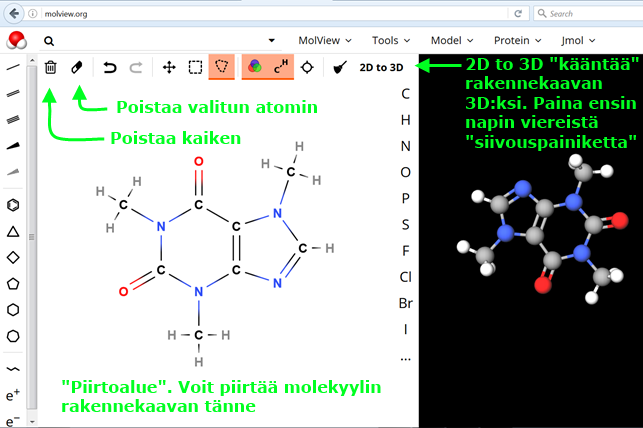 molview.org
Search
MolView Tools Model Protein Jmol
2D to 3D
2D to 3D "kääntää"
rakennekaavan
3D:ksi. Paina ensin
napin viereistä
"siivouspainiketta"
Poistaa valitun atomin
Poistaa kaiken
c H
C
H
N
O
P
S
F
Cl
Br
I
...
O
H
H C H
H
H C
H
N
C
C
N
C H
C
O
C
N
C
N
H C H
H
e+
e−
"Piirtoalue". Voit piirtää molekyylin
rakennekaavan tänne